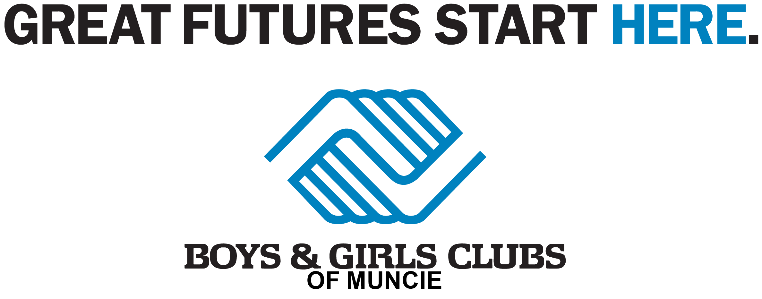 GREAT FUTURES START HERE.
BOYS & GIRLS CLUBS
OF MUNCIE